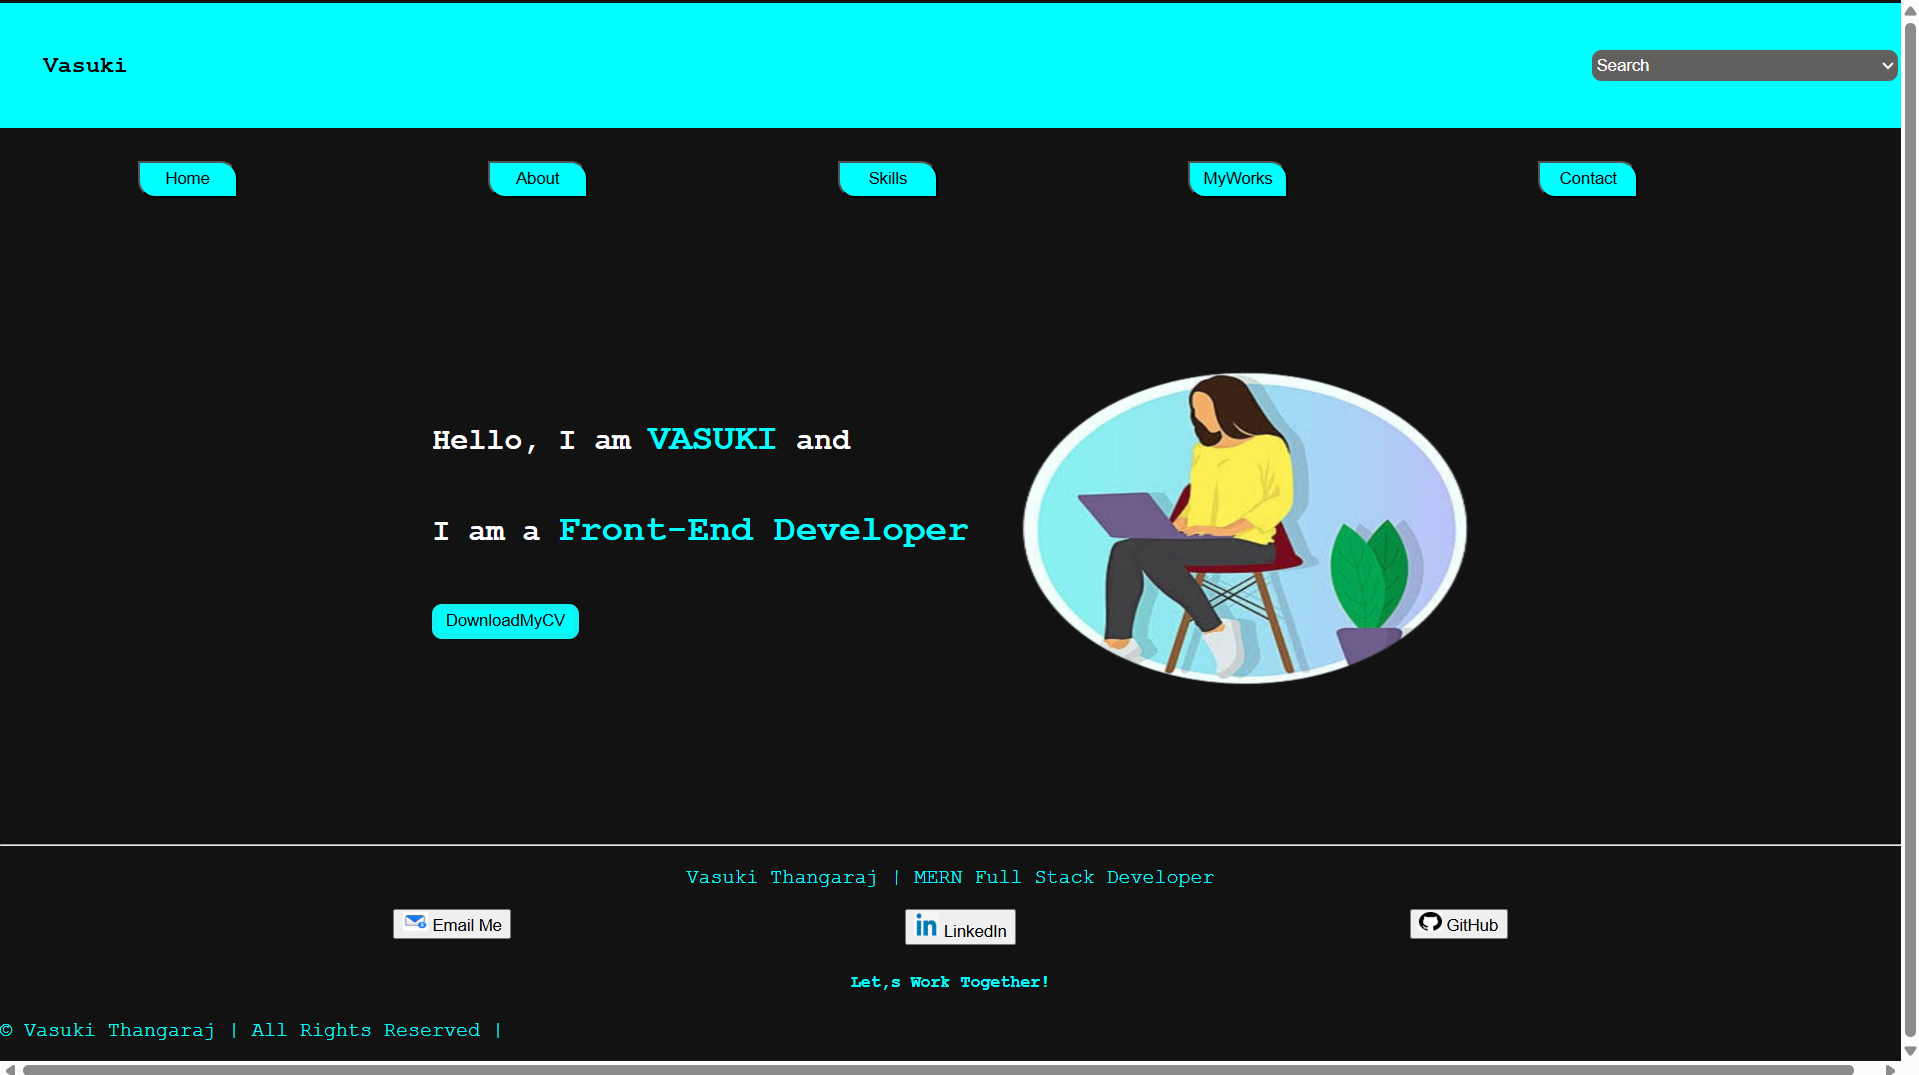 Vasuki
Search
Home
About
Skills
MyWorks
Contact
Hello, I am VASUKI and
I am a Front-End Developer
DownloadMyCV
Vasuki Thangaraj | MERN Full Stack Developer
Email Me
LinkedIn
GitHub
Let,s Work Together!
© Vasuki Thangaraj | All Rights Reserved |